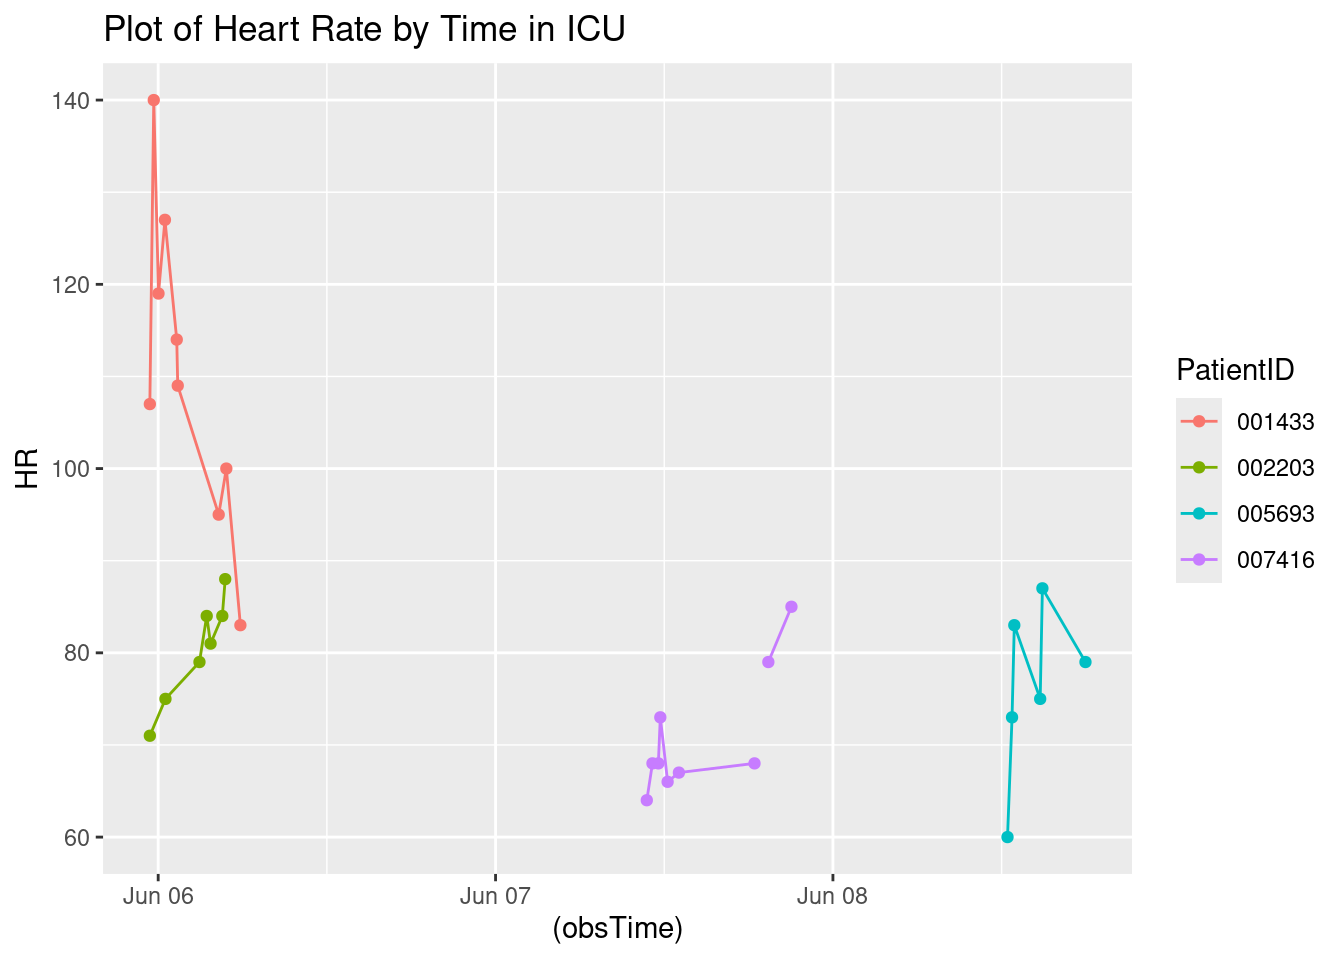 Plot of Heart Rate by Time in ICU
140
120
100
80
60
HR
Jun 06
Jun 07
Jun 08
(obsTime)
PatientID
001433
002203
005693
007416